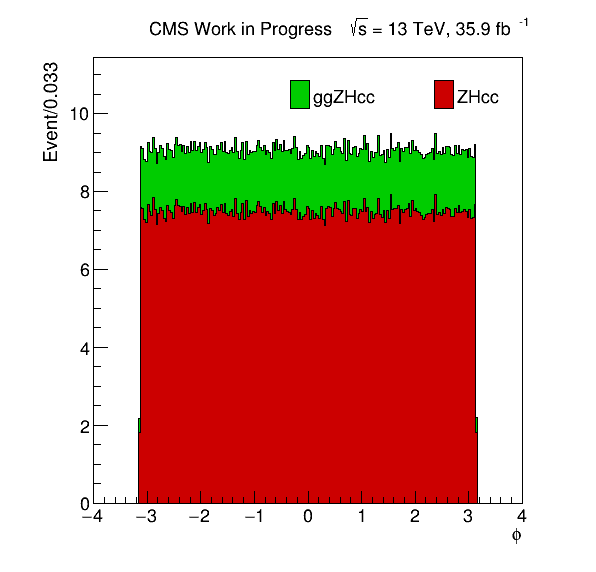 CMS Work in Progress √s = 13 TeV, 35.9 fb⁻¹
Event/0.033
ggZHcc ZHcc
10
8
6
4
2
0
−4 −3 −2 −1 0 1 2 3 4
ϕ